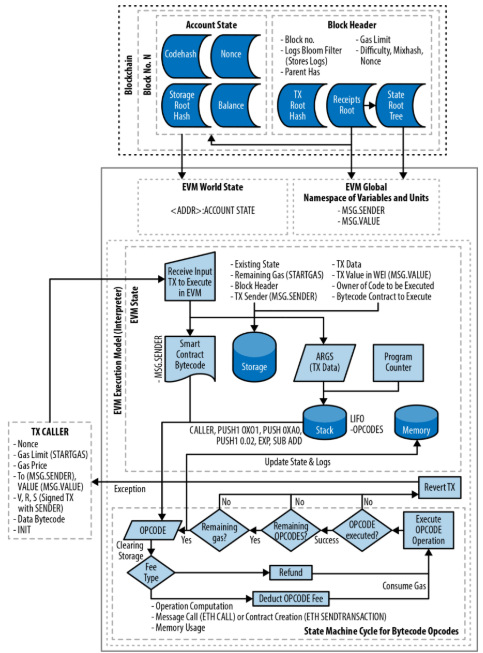 Blockchain
Block No. N
Account State
Codehash
Nonce
Storage
Root
Hash
Balance
Block Header
- Block no.
- Logs Bloom Filter
(Stores Logs)
- Parent Has
- Gas Limit
- Difficulty, Mixhash,
Nonce
TX
Root
Hash
Receipts
Root
State
Root
Tree
EVM World State
<ADDR>:ACCOUNT STATE
EVM Global
Namespace of Variables and Units
- MSG.SENDER
- MSG.VALUE
EVM Execution Model (Interpreter)
EVM State
Receive Input
TX to Execute
in EVM
- Existing State
- Remaining Gas (STARTGAS)
- Block Header
- TX Sender (MSG.SENDER)
- TX Data
- TX Value in WEI (MSG.VALUE)
- Owner of Code to be Executed
- Bytecode Contract to Execute
- MSG.SENDER
Smart
Contract
Bytecode
Storage
ARGS
(TX Data)
Program
Counter
CALLER, PUSH1 0X01, PUSH 0XA0,
PUSH1 0.02, EXP, SUB ADD
Stack
LIFO
-OPCODES
Memory
Update State & Logs
TX CALLER
- Nonce
- Gas Limit (STARTGAS)
- Gas Price
- To (MSG.SENDER),
VALUE (MSG.VALUE)
- V, R, S (Signed TX
with SENDER)
- Data Bytecode
- INIT
Exception
Revert TX
No
No
No
OPCODE
Yes
Remaining
gas?
Yes
Remaining
OPCODES?
Success
OPCODE
executed?
Execute
OPCODE
Operation
Clearing
Storage
Fee
Type
Refund
Consume Gas
Deduct OPCODE Fee
- Operation Computation
- Message Call (ETH CALL) or Contract Creation (ETH SENDTRANSACTION)
- Memory Usage
State Machine Cycle for Bytecode Opcodes